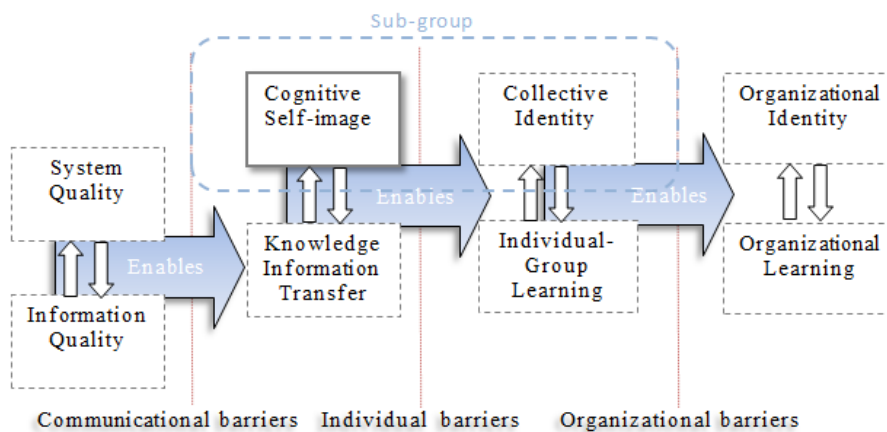 Sub-group
Cognitive
Self-image
Collective
Identity
Organizational
Identity
System
Quality
Enables
Enables
Enables
Knowledge
Information
Transfer
Individual-
Group
Learning
Organizational
Learning
Information
Quality
Communicational barriers
Individual barriers
Organizational barriers